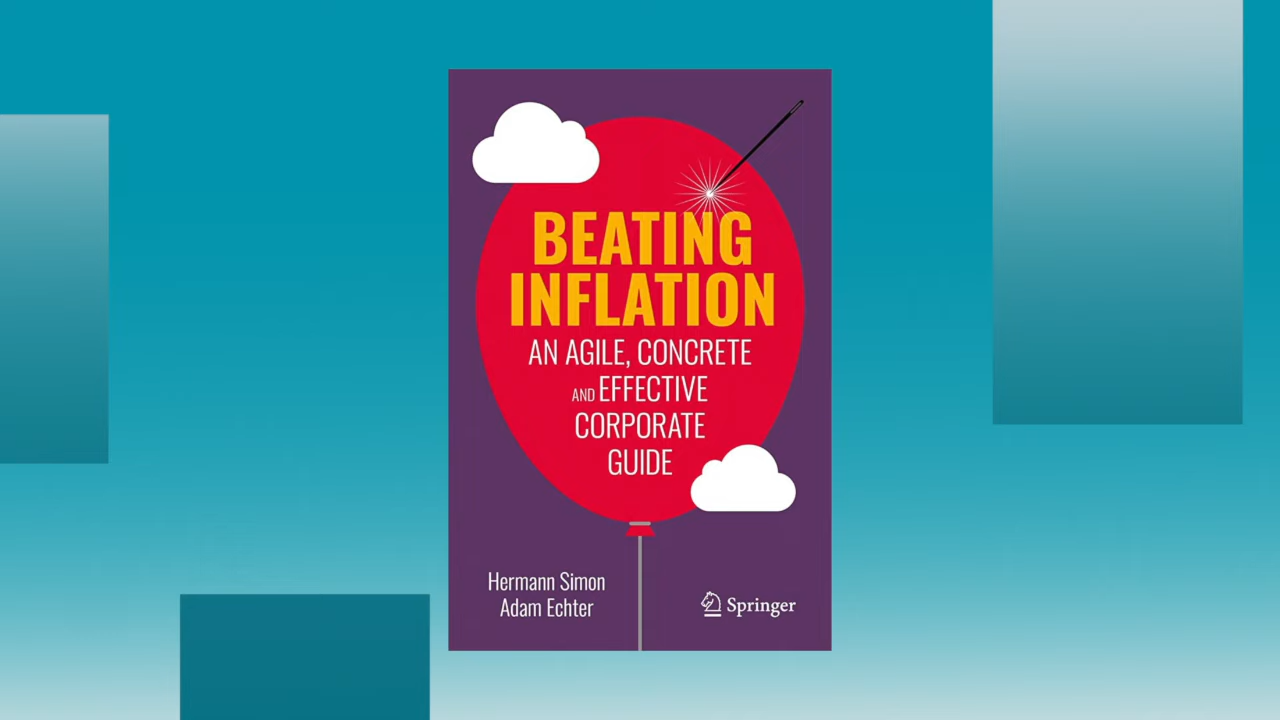 BEATING
INFLATION
AN AGILE, CONCRETE
AND EFFECTIVE
CORPORATE
GUIDE
Hermann Simon
Adam Echter
Springer